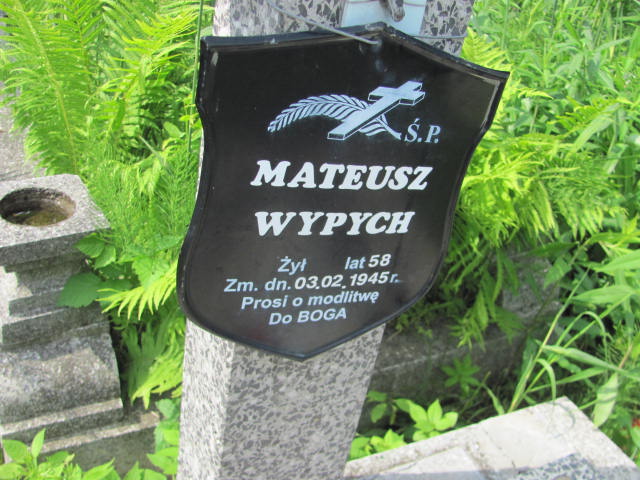 Ś.P.
MATEUSZ
WYPYCH
Żył lat 58
Zm. dn. 03.02.1945 r.
Prosi o modlitwę
Do BOGA